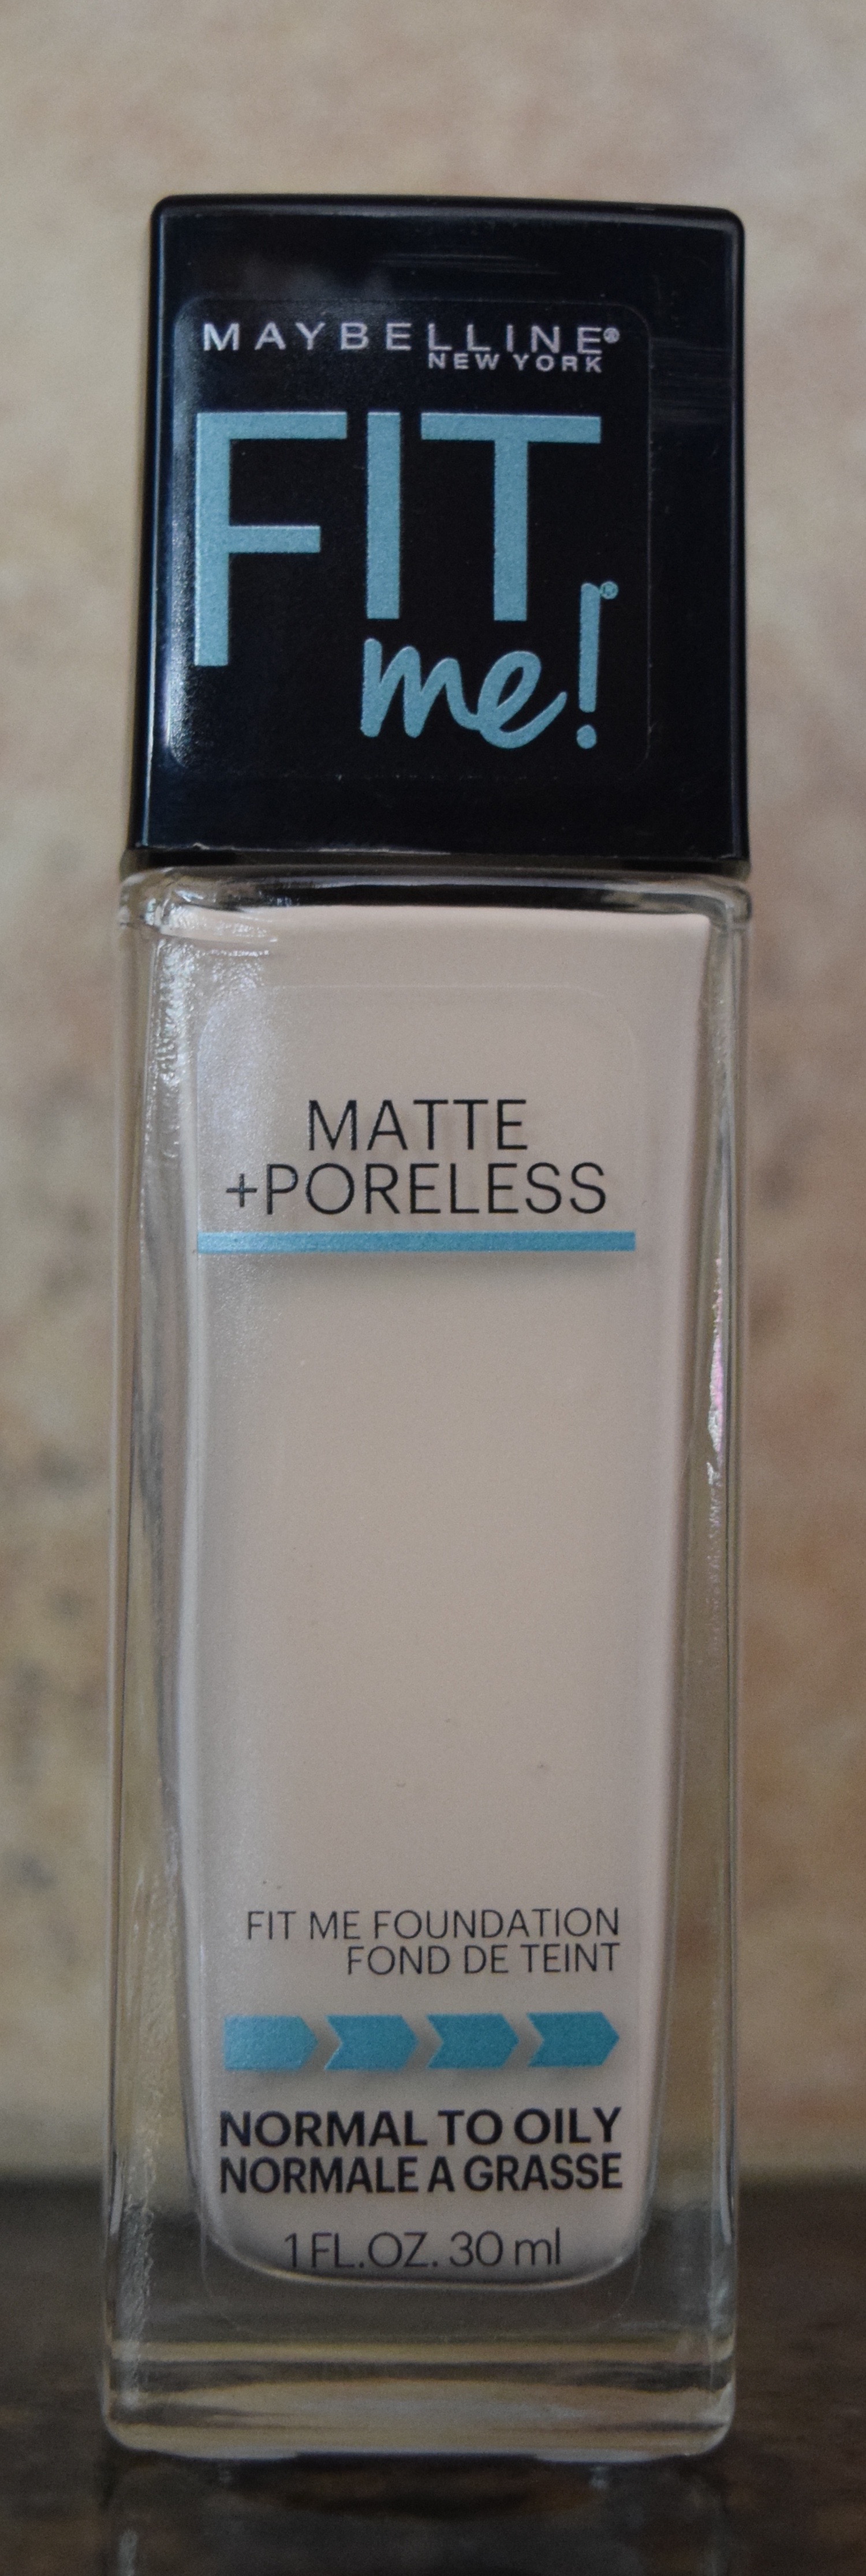 MAYBELLINE®
NEW YORK
FIT
me!®
MATTE
+PORELESS
FIT ME FOUNDATION
FOND DE TEINT
NORMAL TO OILY
NORMALE A GRASSE
1 FL.OZ. 30 ml